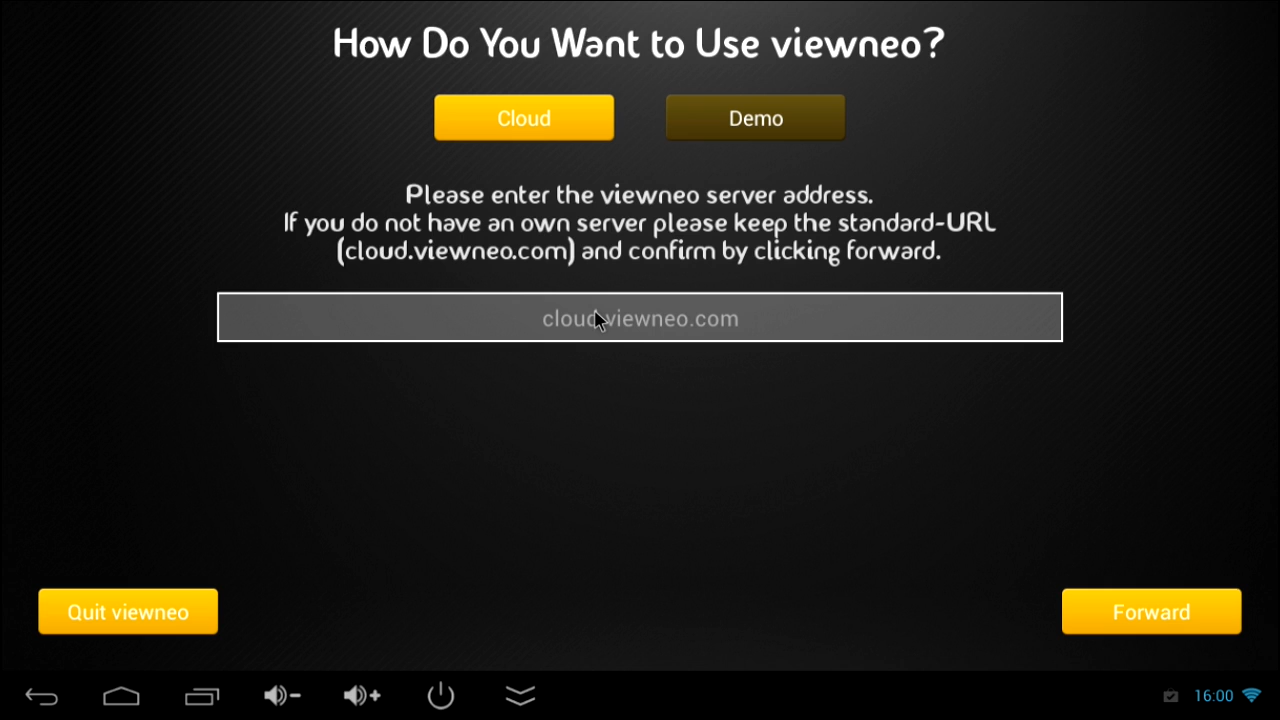 How Do You Want to Use viewneo?
Cloud
Demo
Please enter the viewneo server address.
If you do not have an own server please keep the standard-URL
(cloud.viewneo.com) and confirm by clicking forward.
cloud.viewneo.com
Quit viewneo
Forward
16:00